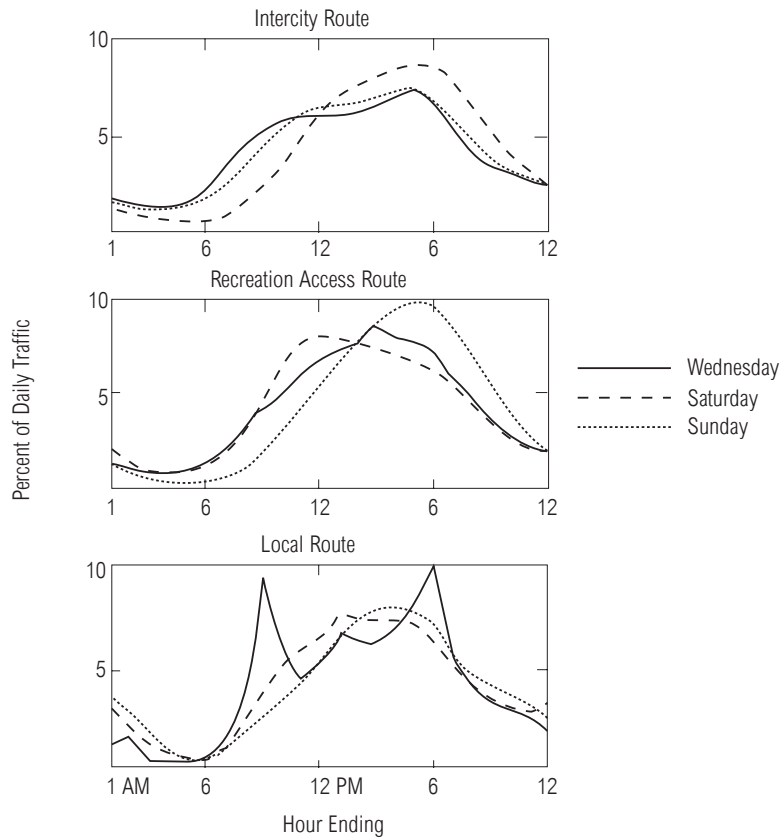 Intercity Route
10
5
1 6 12 6 12
Recreation Access Route
10
5
1 6 12 6 12
Percent of Daily Traffic
Wednesday
Saturday
Sunday
Local Route
10
5
1 AM 6 12 PM 6 12
Hour Ending